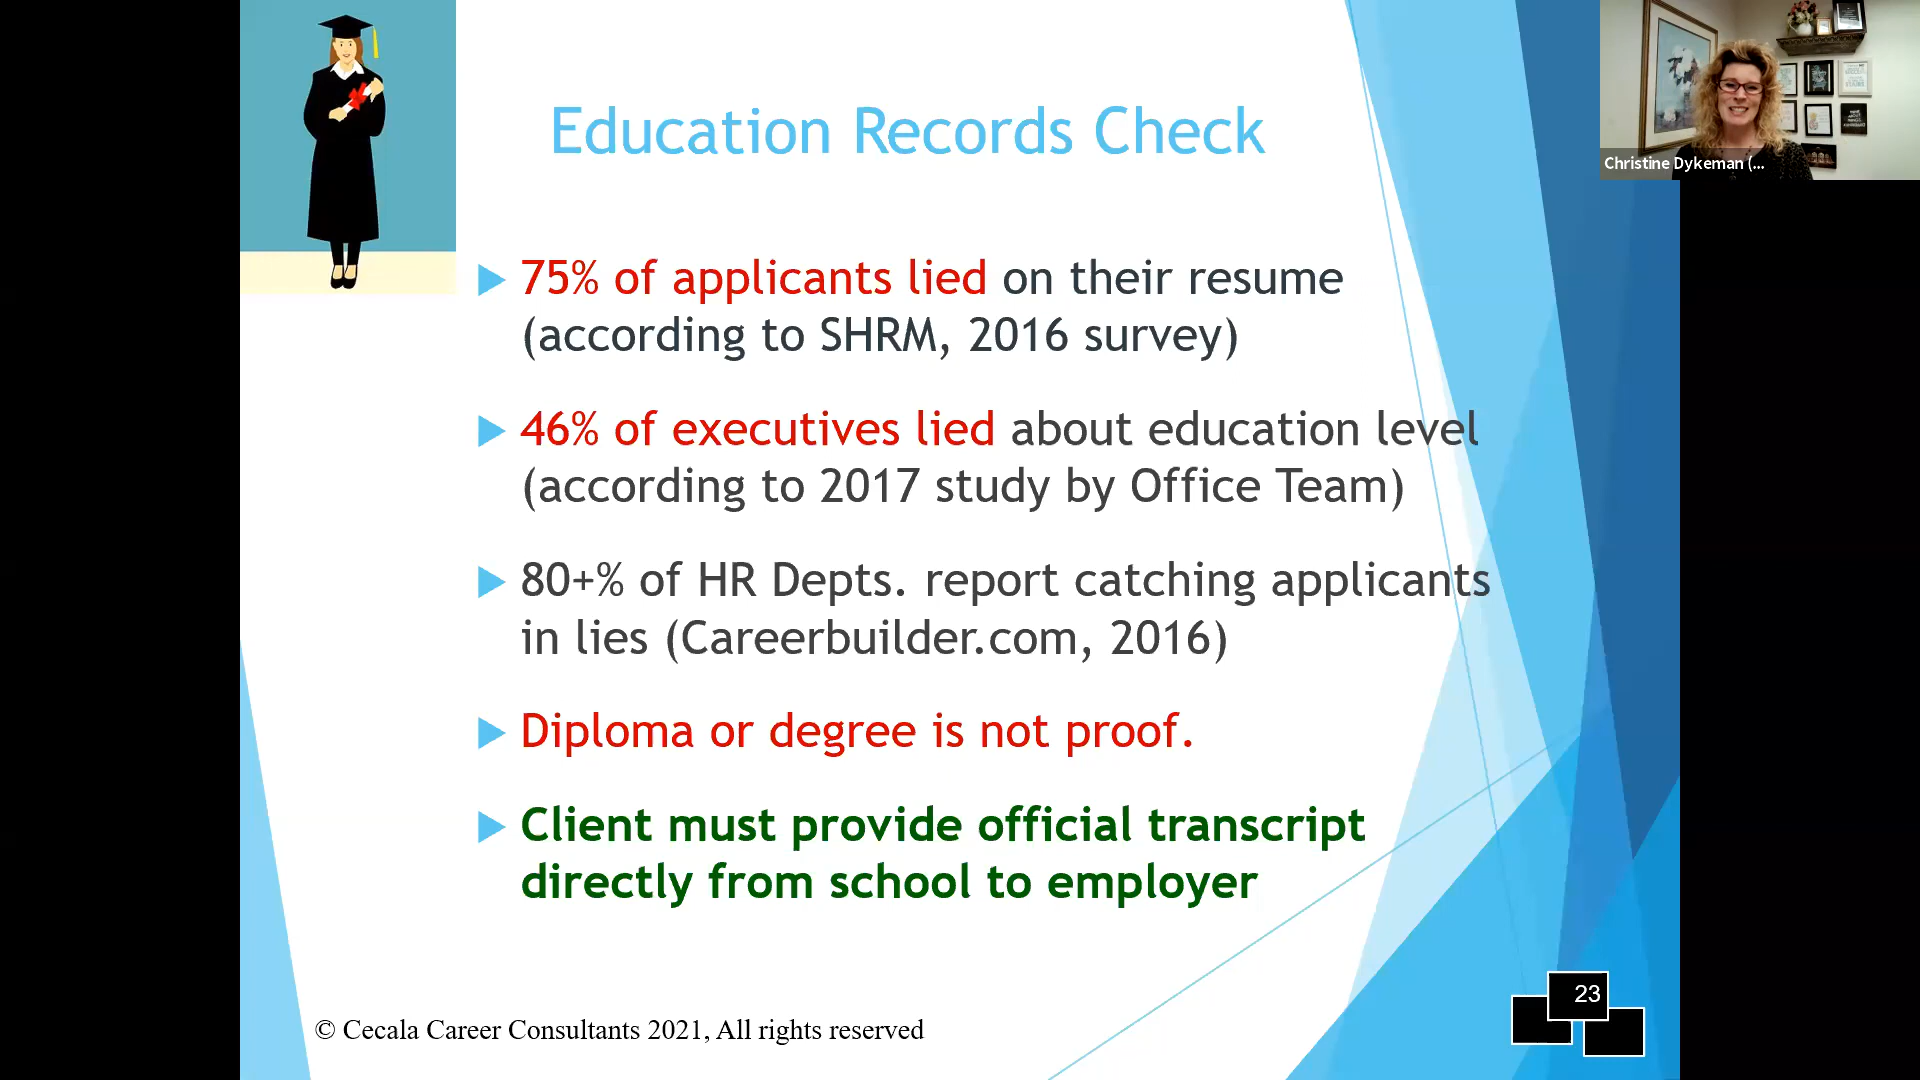 Education Records Check
75% of applicants lied on their resume
(according to SHRM, 2016 survey)
46% of executives lied about education level
(according to 2017 study by Office Team)
80+% of HR Depts. report catching applicants
in lies (Careerbuilder.com, 2016)
Diploma or degree is not proof.
Client must provide official transcript
directly from school to employer
© Cecala Career Consultants 2021, All rights reserved
23
Christine Dykeman (...